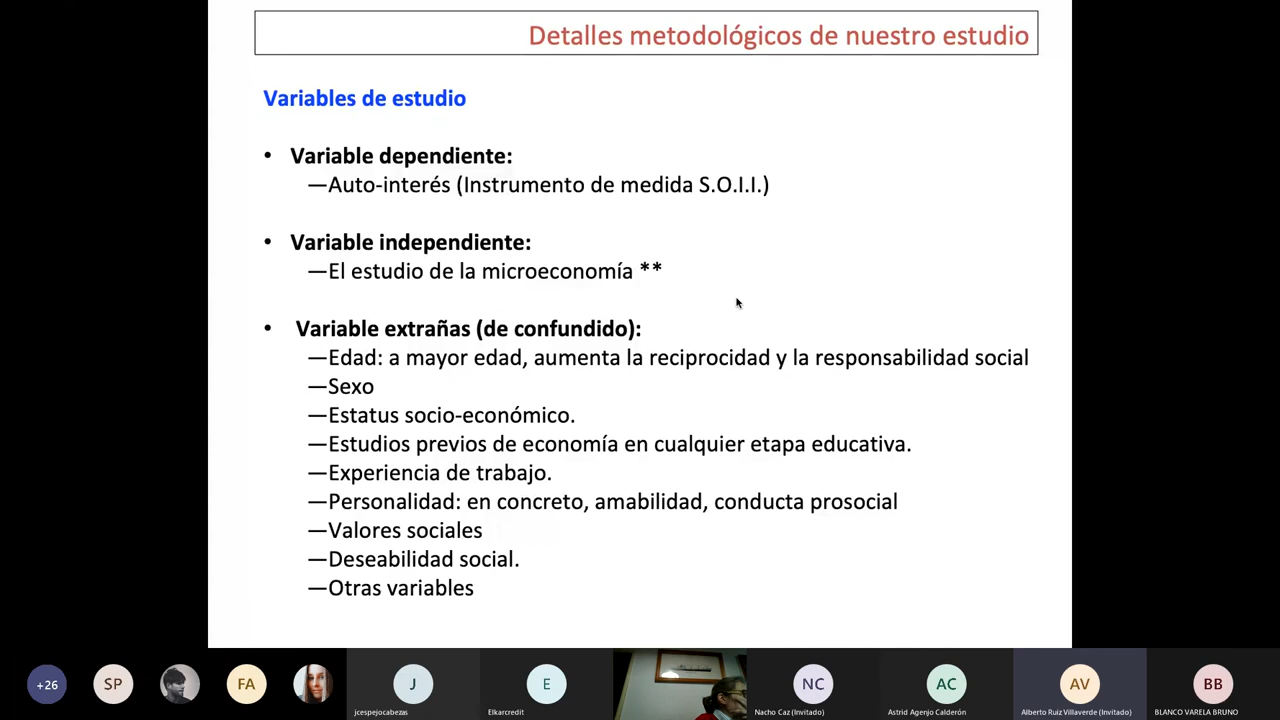 Detalles metodológicos de nuestro estudio
Variables de estudio
• Variable dependiente:
—Auto-interés (Instrumento de medida S.O.I.I.)
• Variable independiente:
—El estudio de la microeconomía **
• Variable extrañas (de confundido):
—Edad: a mayor edad, aumenta la reciprocidad y la responsabilidad social
—Sexo
—Estatus socio-económico.
—Estudios previos de economía en cualquier etapa educativa.
—Experiencia de trabajo.
—Personalidad: en concreto, amabilidad, conducta prosocial
—Valores sociales
—Deseabilidad social.
—Otras variables
+26 SP FA J E NC AC AV BB
jcespejocabezas Elkarcredit Nacho Caz (Invitado) Astrid Agenjo Calderón Alberto Ruiz Villaverde (Invitado) BLANCO VARELA BRUNO